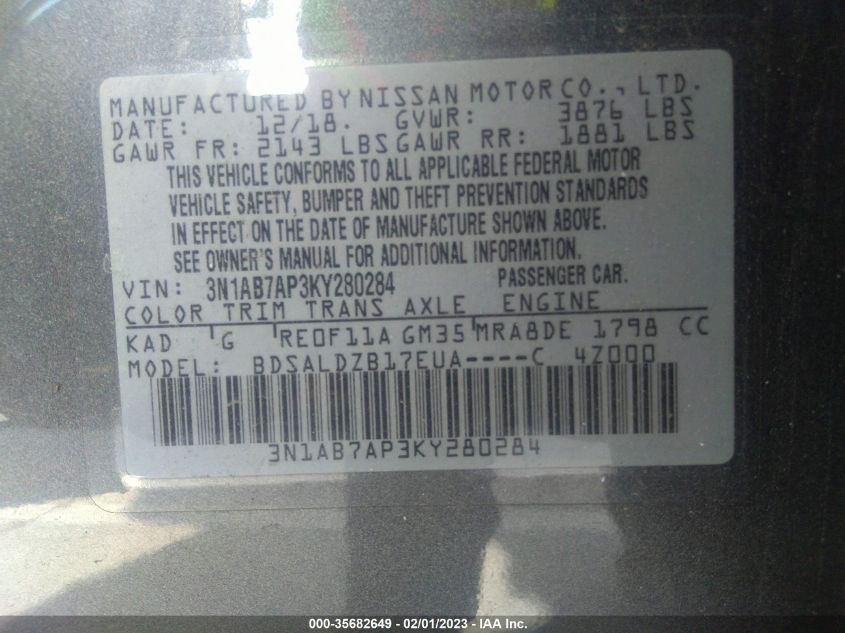 MANUFACTURED BY NISSAN MOTOR CO., LTD.
DATE: 12/18. GVWR: 3876 LBS
GAWR FR: 2143 LBS GAWR RR: 1881 LBS
THIS VEHICLE CONFORMS TO ALL APPLICABLE FEDERAL MOTOR
VEHICLE SAFETY, BUMPER AND THEFT PREVENTION STANDARDS
IN EFFECT ON THE DATE OF MANUFACTURE SHOWN ABOVE.
SEE OWNER'S MANUAL FOR ADDITIONAL INFORMATION.
VIN: 3N1AB7AP3KY280284 PASSENGER CAR.
COLOR TRIM TRANS AXLE ENGINE
KAD G RE0F11A GM35 MRA8DE 1798 CC
MODEL: BDSALDZB17EUA----C 4Z000
3N1AB7AP3KY280284
000-35682649 - 02/01/2023 - IAA Inc.